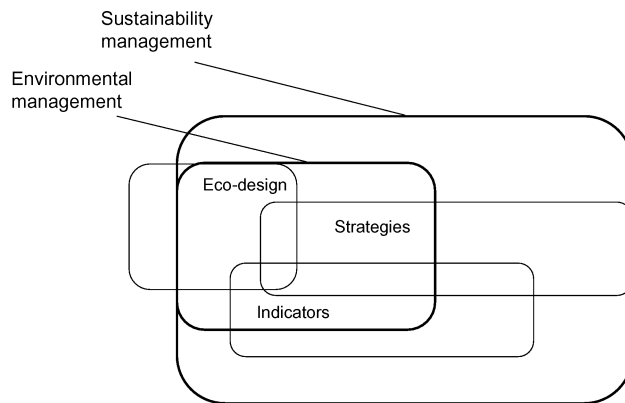 Sustainability
management
Environmental
management
Eco-design
Strategies
Indicators